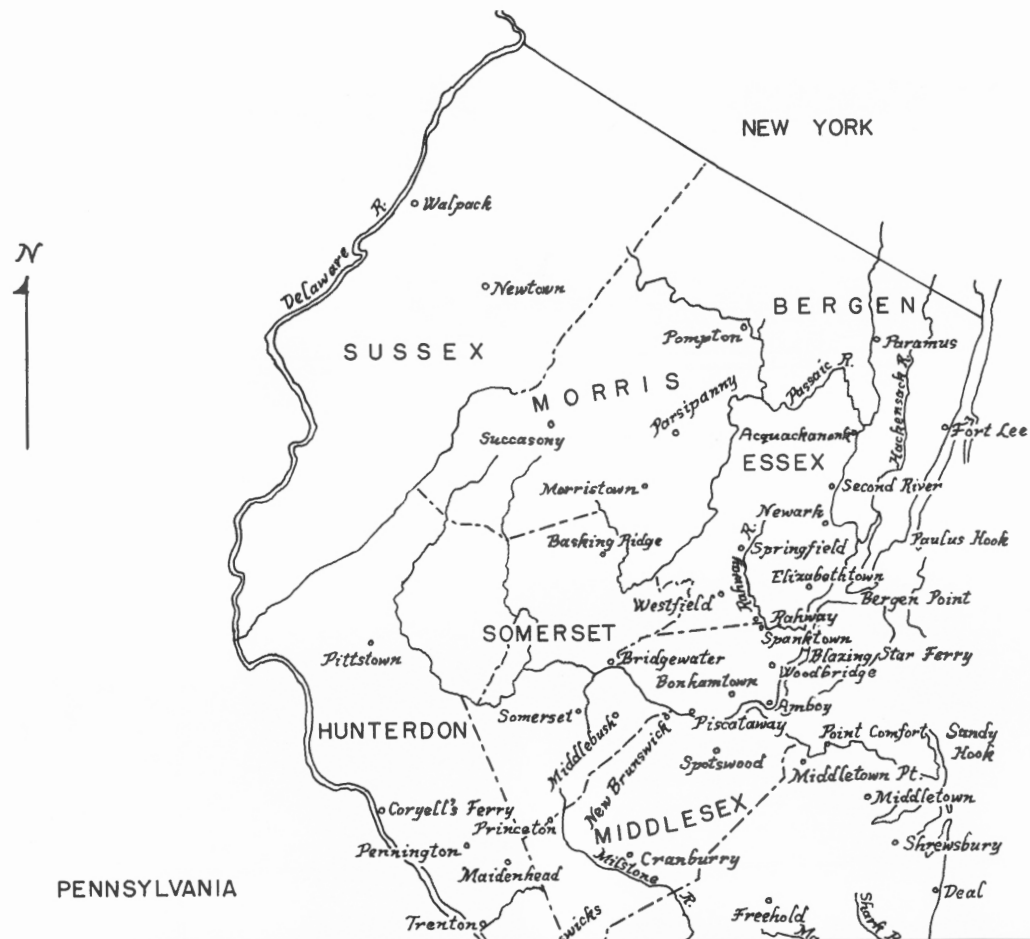 NEW YORK
Walpack
N
Delaware R.
Newtown
BERGEN
Pompton
Paramus
SUSSEX
Passaic R.
Hackensack R.
MORRIS
Parsipanny
Succasony
Acquackanonk
Fort Lee
ESSEX
Morristown
Second River
Newark
Springfield
Paulus Hook
Basking Ridge
Rahway R.
Elizabethtown
Westfield
Bergen Point
Rahway
Spanktown
SOMERSET
Pittstown
Bridgewater
Blazing Star Ferry
Woodbridge
Bonhamtown
Amboy
Somerset
HUNTERDON
Piscataway
Middlebush
Point Comfort
Sandy
Hook
New Brunswick
Spotswood
Middletown Pt.
Middletown
Coryell's Ferry
Princeton
MIDDLESEX
Pennington
Shrewsbury
Maidenhead
Cranburry
Milstone R.
PENNSYLVANIA
Deal
Trenton
wicks
Freehold
Shark R